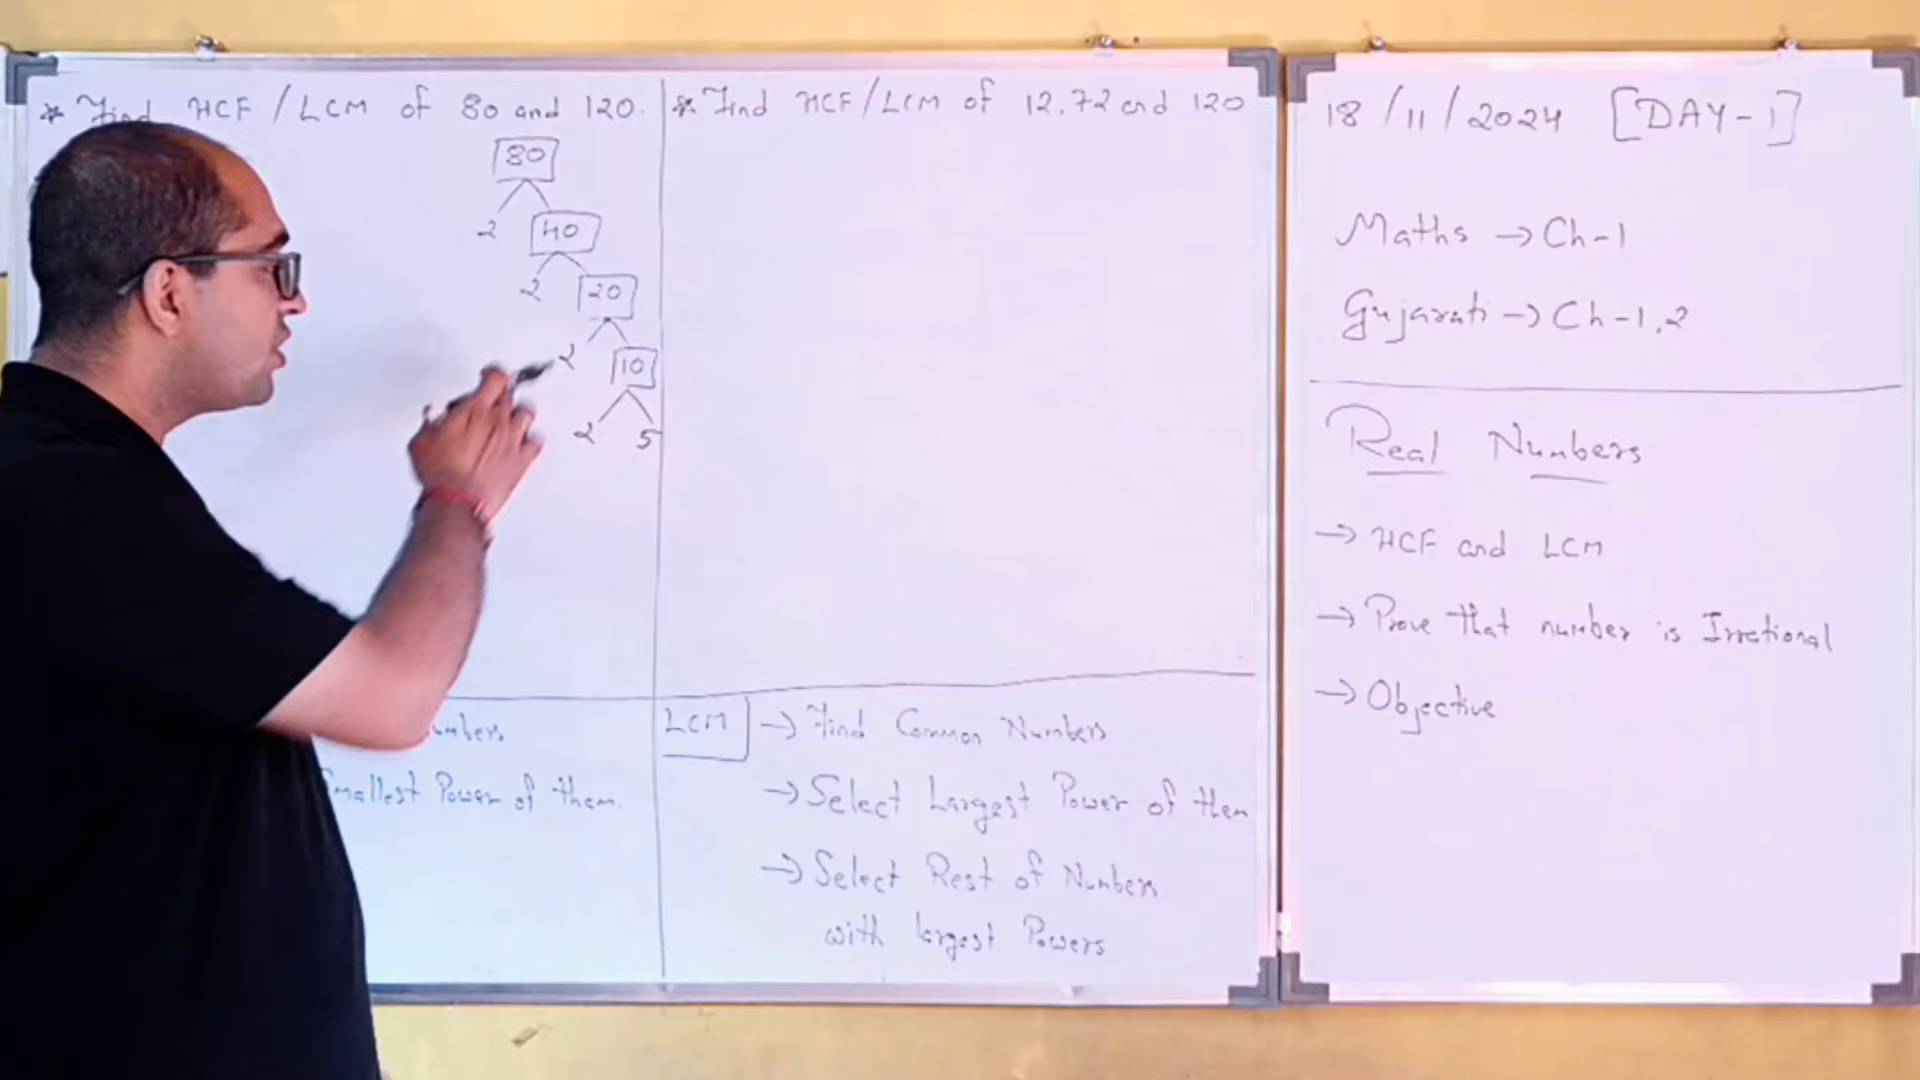 * Find HCF / LCM of 80 and 120.
80
2 40
2 20
2 10
2 5
umbers
Smallest Power of them.
* Find HCF / LCM of 12, 72 and 120
LCM → Find Common Numbers
→ Select Largest Power of them
→ Select Rest of Numbers
with largest Powers
18 / 11 / 2024 [DAY-1]
Maths → Ch-1
Gujarati → Ch-1,2
Real Numbers
→ HCF and LCM
→ Prove that number is Irrational
→ Objective